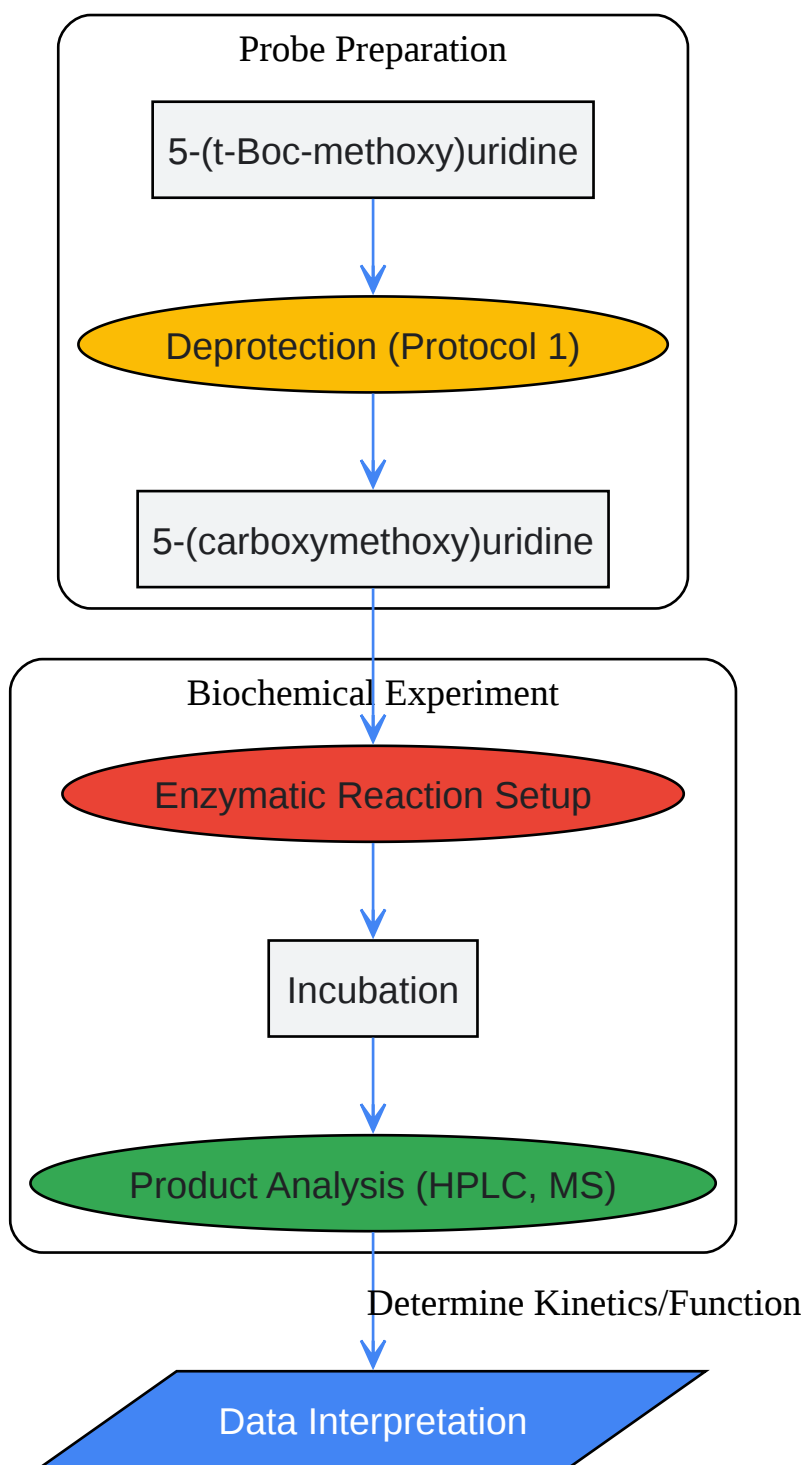 Probe Preparation
5-(t-Boc-methoxy)uridine
Deprotection (Protocol 1)
5-(carboxymethoxy)uridine
Biochemical Experiment
Enzymatic Reaction Setup
Incubation
Product Analysis (HPLC, MS)
Determine Kinetics/Function
Data Interpretation